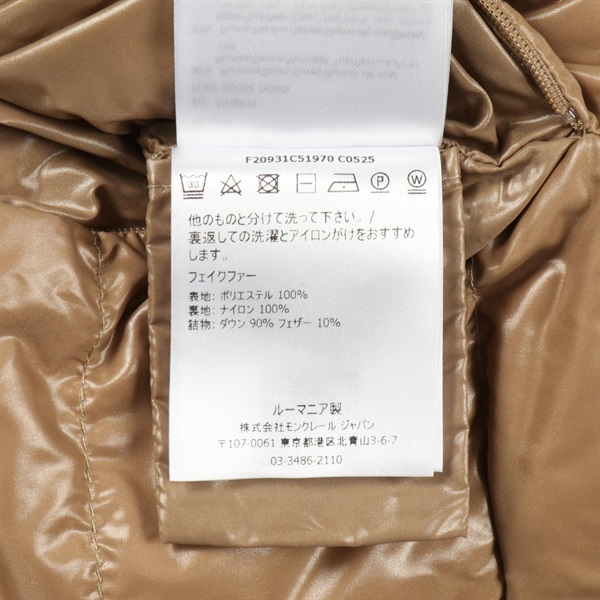 F20931C51970 C0525
30
P
W
他のものと分けて洗って下さい。/
裏返しての洗濯とアイロンがけをおすすめ
します。
フェイクファー
表地: ポリエステル 100%
裏地: ナイロン 100%
詰物: ダウン 90% フェザー 10%
ルーマニア製
株式会社モンクレール ジャパン
〒107-0061 東京都港区北青山3-6-7
03-3486-2110